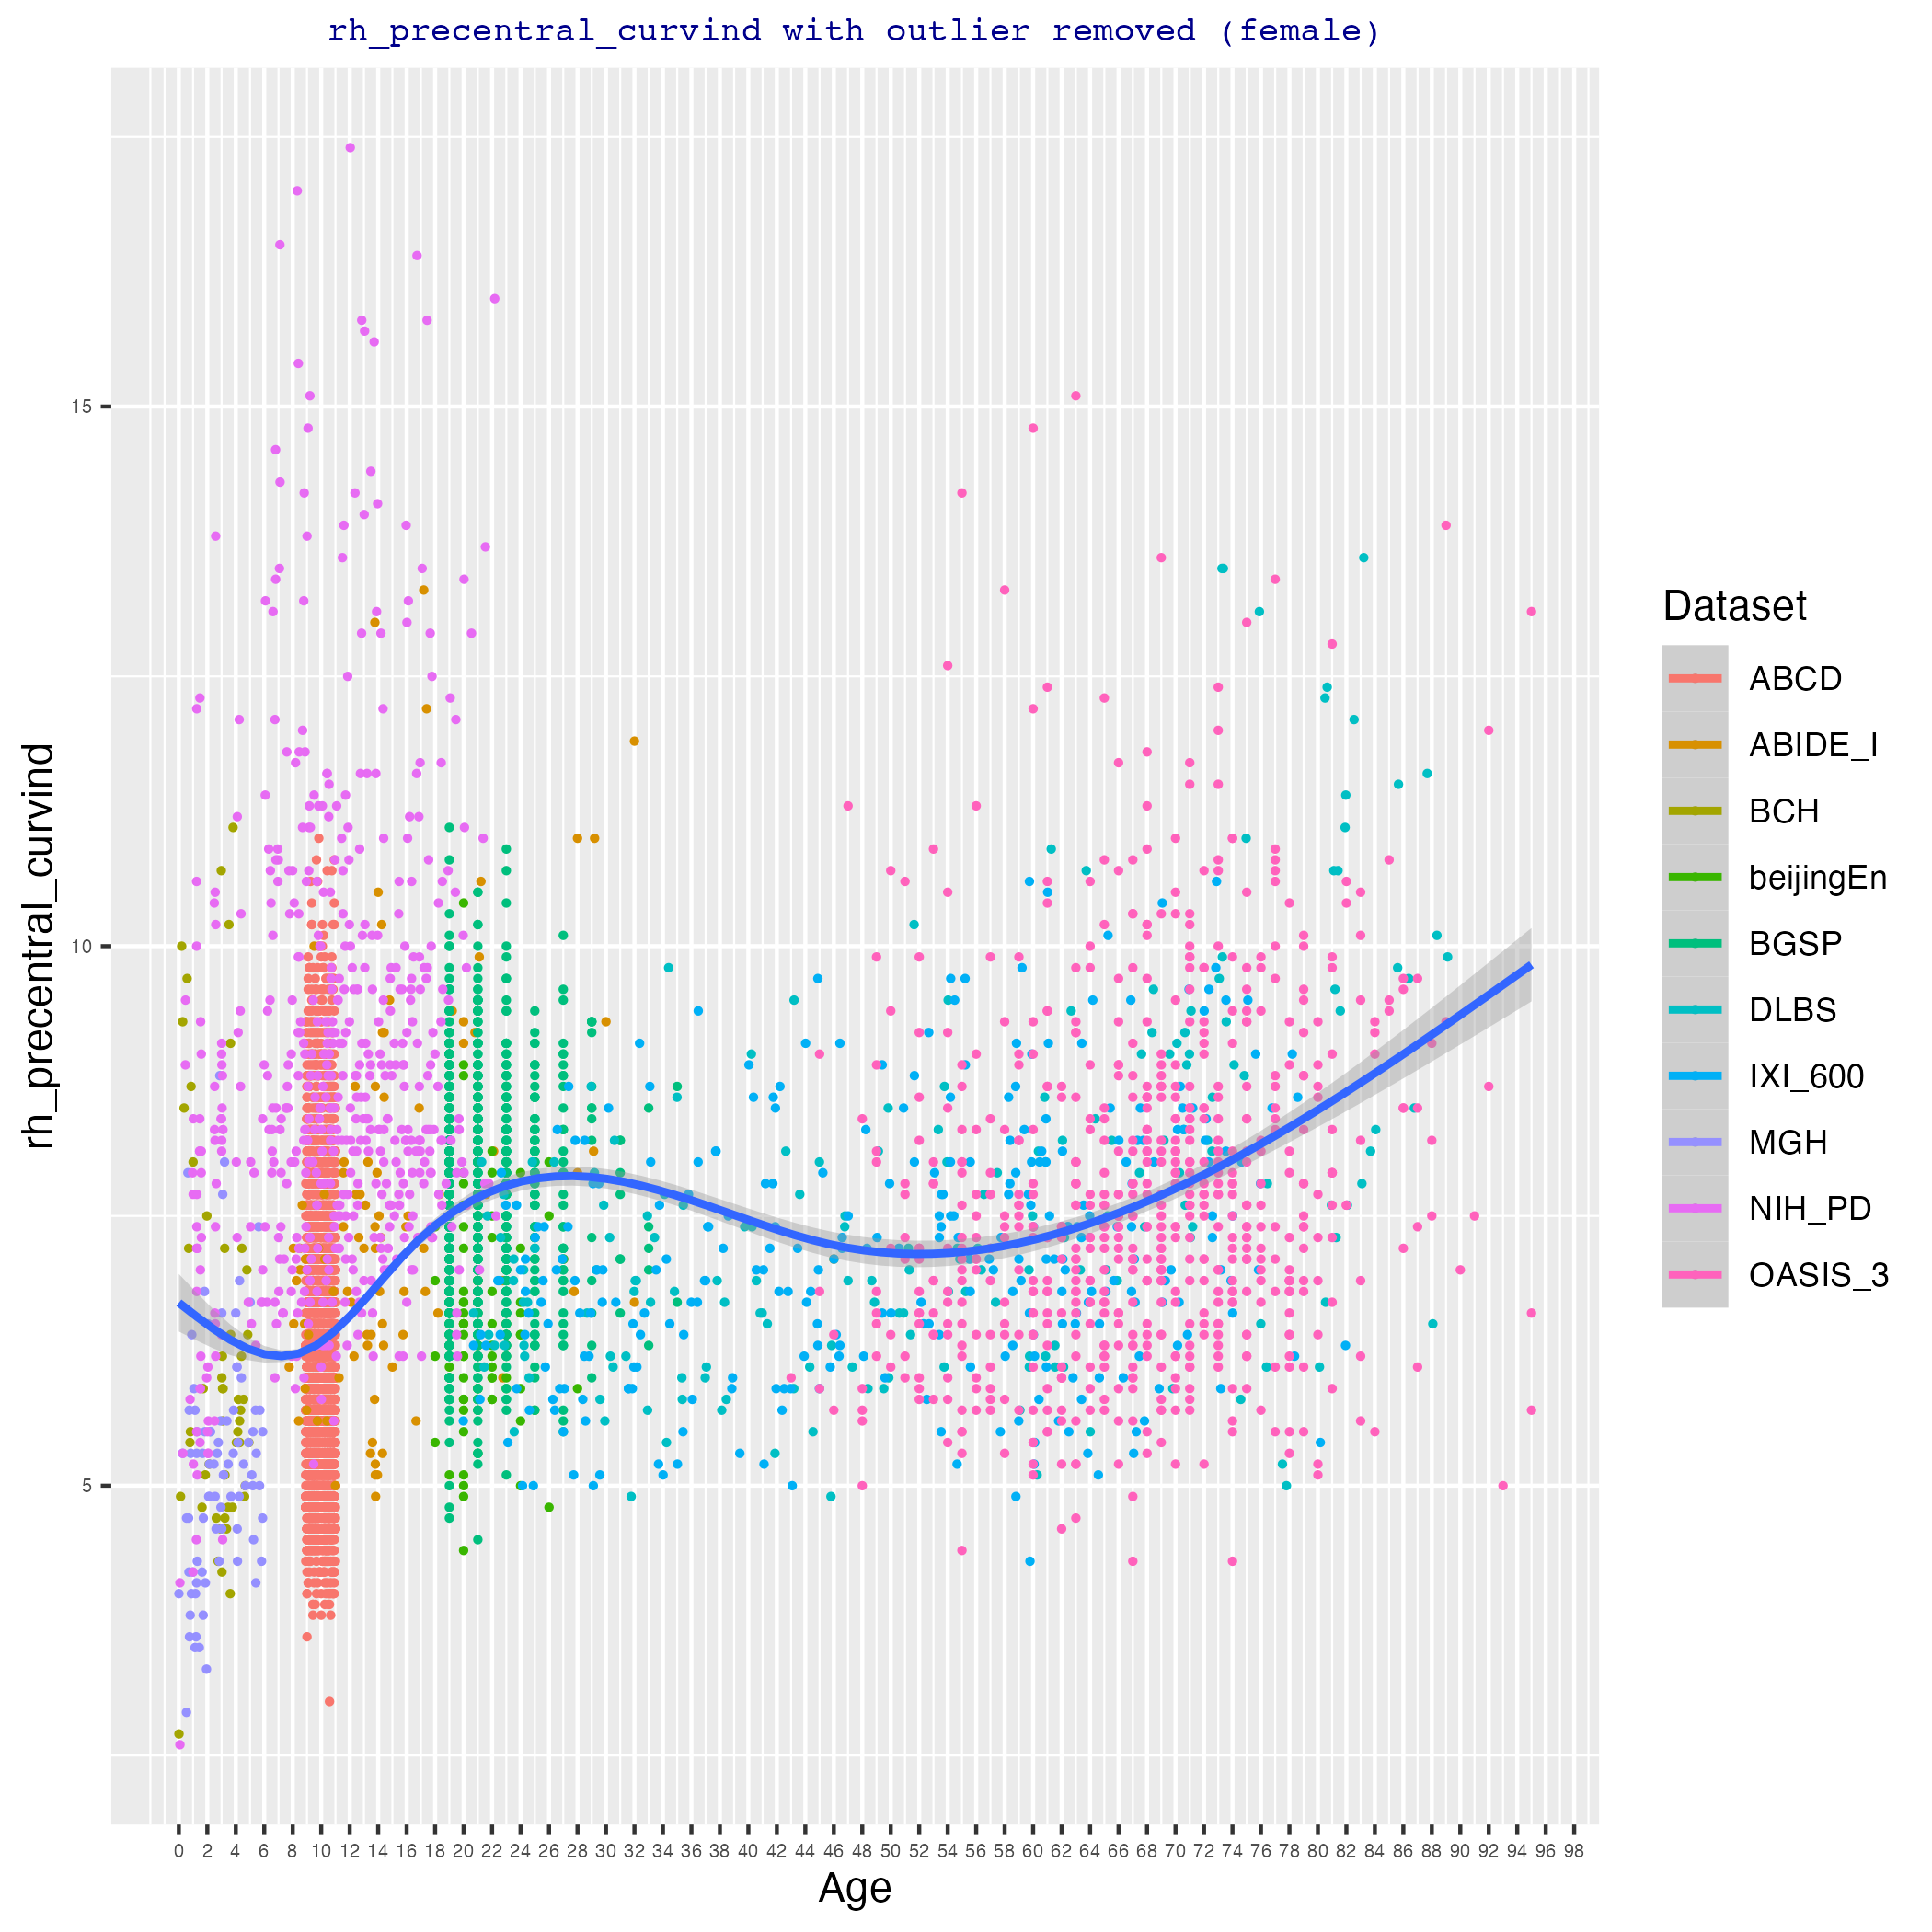 rh_precentral_curvind with outlier removed (female)
rh_precentral_curvind
15
10
5
0 2 4 6 8 10 12 14 16 18 20 22 24 26 28 30 32 34 36 38 40 42 44 46 48 50 52 54 56 58 60 62 64 66 68 70 72 74 76 78 80 82 84 86 88 90 92 94 96 98
Age
Dataset
ABCD
ABIDE_I
BCH
beijingEn
BGSP
DLBS
IXI_600
MGH
NIH_PD
OASIS_3